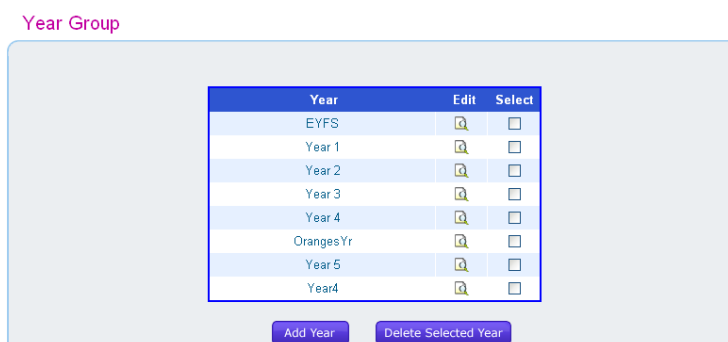 Year Group
Year Edit Select
EYFS
Year 1
Year 2
Year 3
Year 4
OrangesYr
Year 5
Year4
Add Year Delete Selected Year